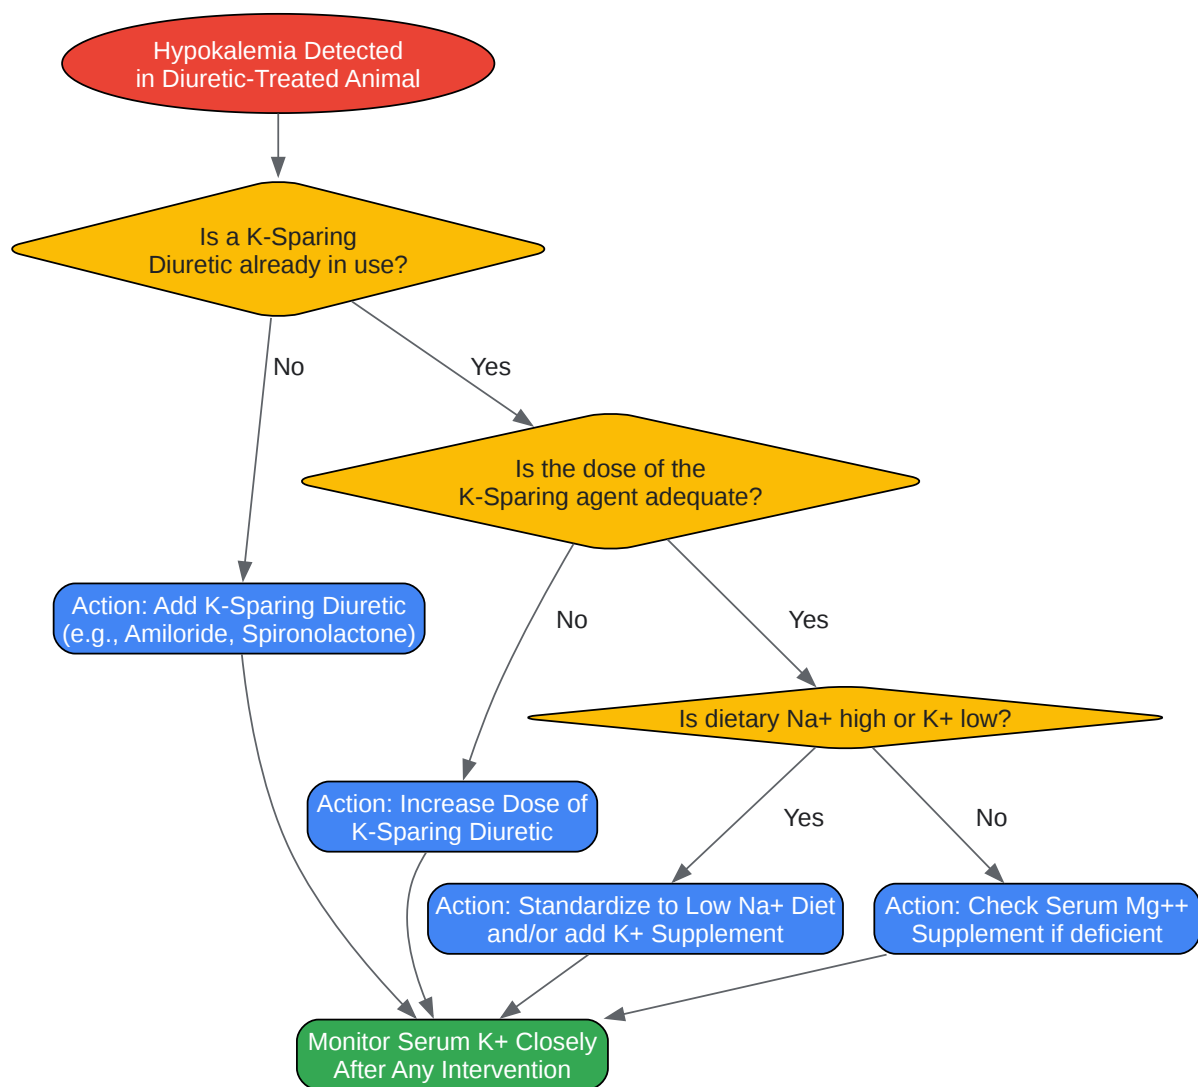 Hypokalemia Detected
in Diuretic-Treated Animal
Is a K-Sparing
Diuretic already in use?
No
Yes
Is the dose of the
K-Sparing agent adequate?
Action: Add K-Sparing Diuretic
(e.g., Amiloride, Spironolactone)
No
Yes
Is dietary Na+ high or K+ low?
Action: Increase Dose of
K-Sparing Diuretic
Yes
No
Action: Standardize to Low Na+ Diet
and/or add K+ Supplement
Action: Check Serum Mg++
Supplement if deficient
Monitor Serum K+ Closely
After Any Intervention